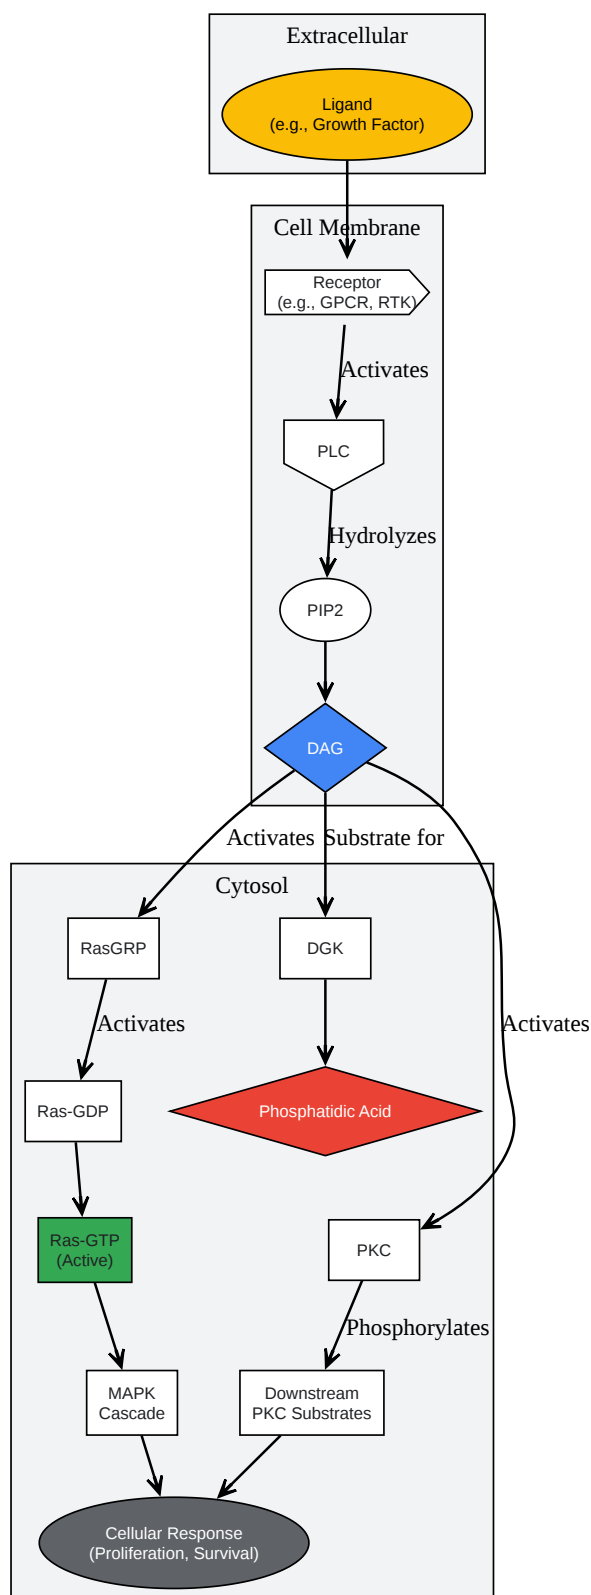 Extracellular
Ligand
(e.g., Growth Factor)
Cell Membrane
Receptor
(e.g., GPCR, RTK)
Activates
PLC
Hydrolyzes
PIP2
DAG
Activates
Substrate for
Cytosol
RasGRP
DGK
Activates
Activates
Ras-GDP
Phosphatidic Acid
Ras-GTP
(Active)
PKC
Phosphorylates
MAPK
Cascade
Downstream
PKC Substrates
Cellular Response
(Proliferation, Survival)